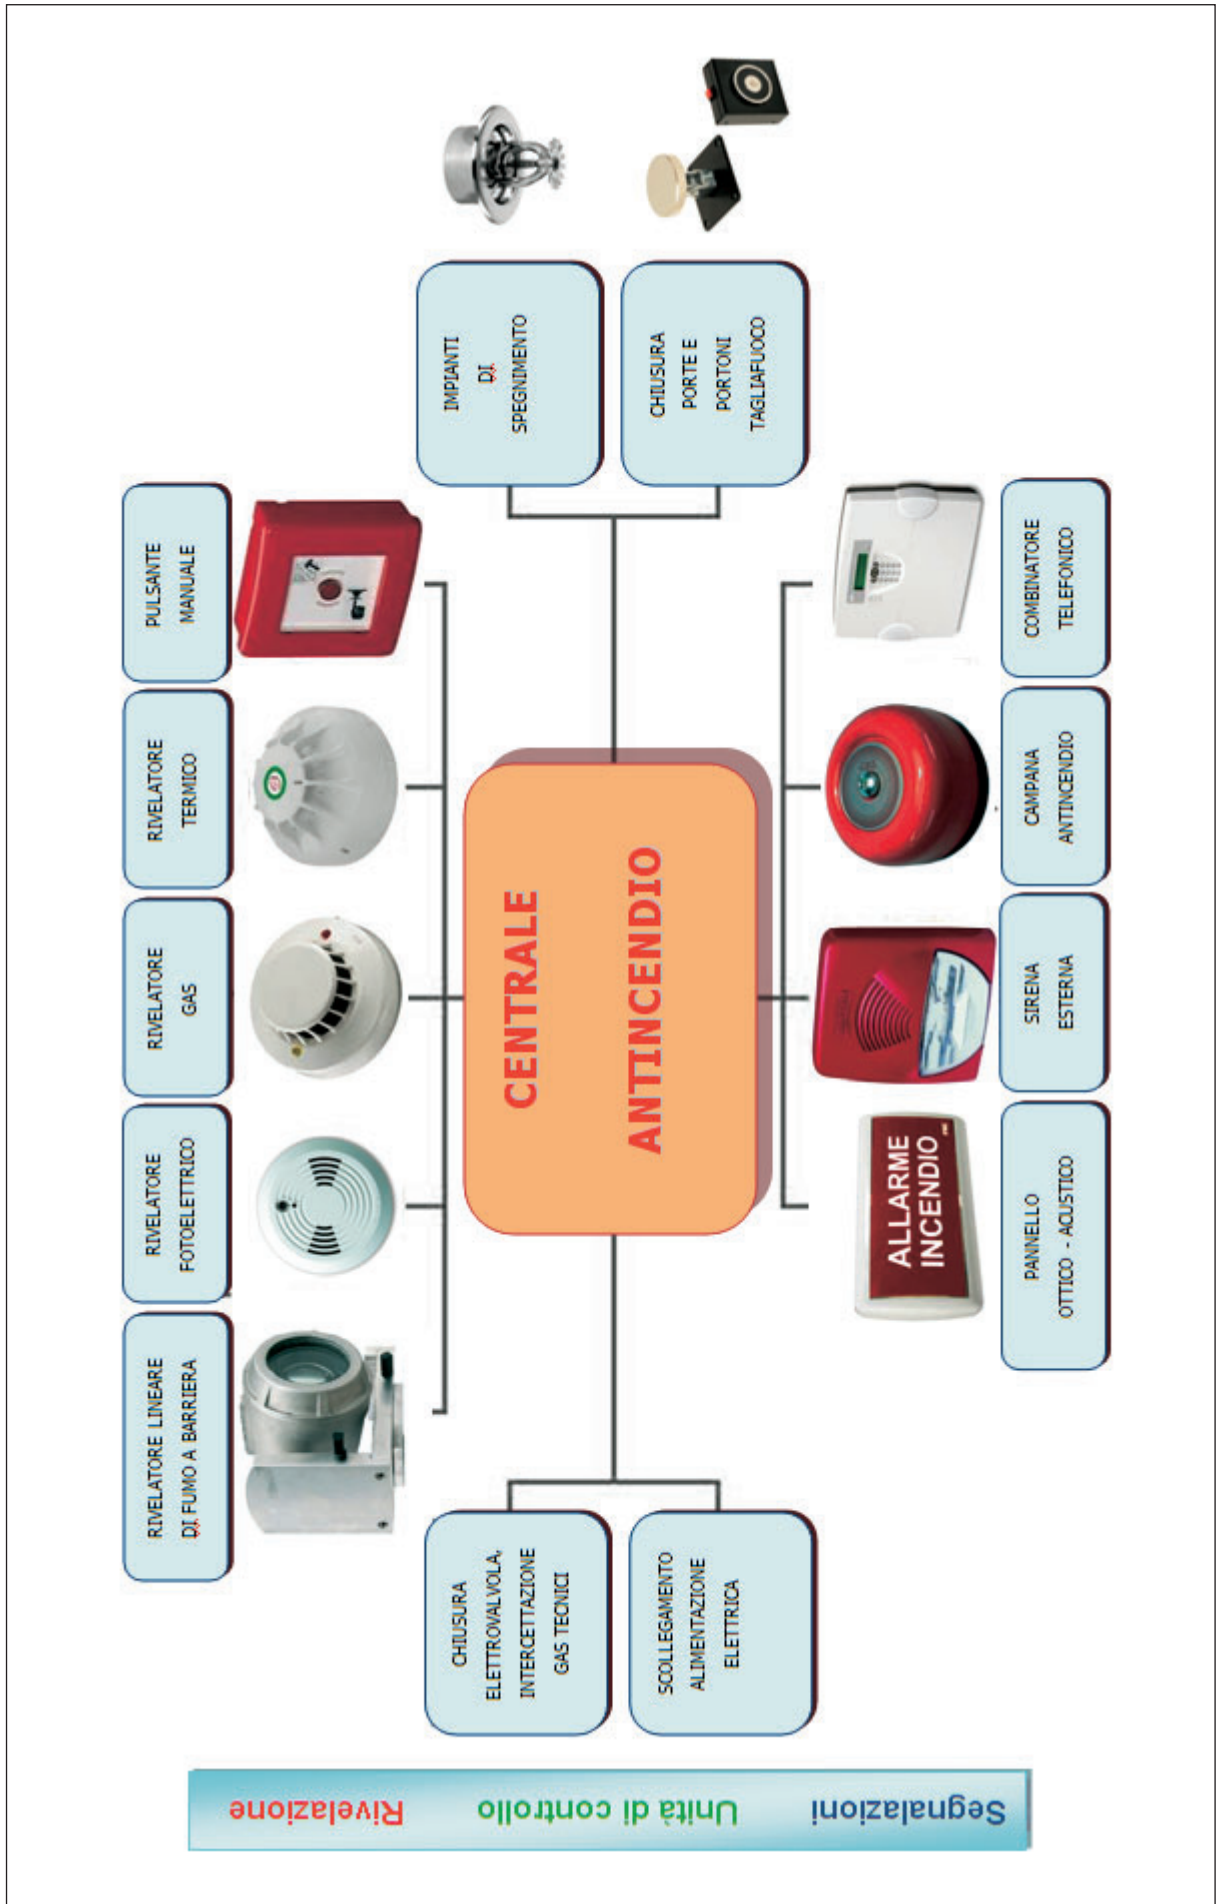 RIVELATORE LINEARE
DI FUMO A BARRIERA
RIVELATORE
FOTOELETTRICO
RIVELATORE
GAS
RIVELATORE
TERMICO
PULSANTE
MANUALE
CHIUSURA
ELETTROVALVOLA,
INTERCETTAZIONE
GAS TECNICI
SCOLLEGAMENTO
ALIMENTAZIONE
ELETTRICA
CENTRALE
ANTINCENDIO
IMPIANTI
DI
SPEGNIMENTO
CHIUSURA
PORTE E
PORTONI
TAGLIAFUOCO
ALLARME
INCENDIO
PANNELLO
OTTICO - ACUSTICO
SIRENA
ESTERNA
CAMPANA
ANTINCENDIO
COMBINATORE
TELEFONICO
Rivelazione
Unità di controllo
Segnalazioni